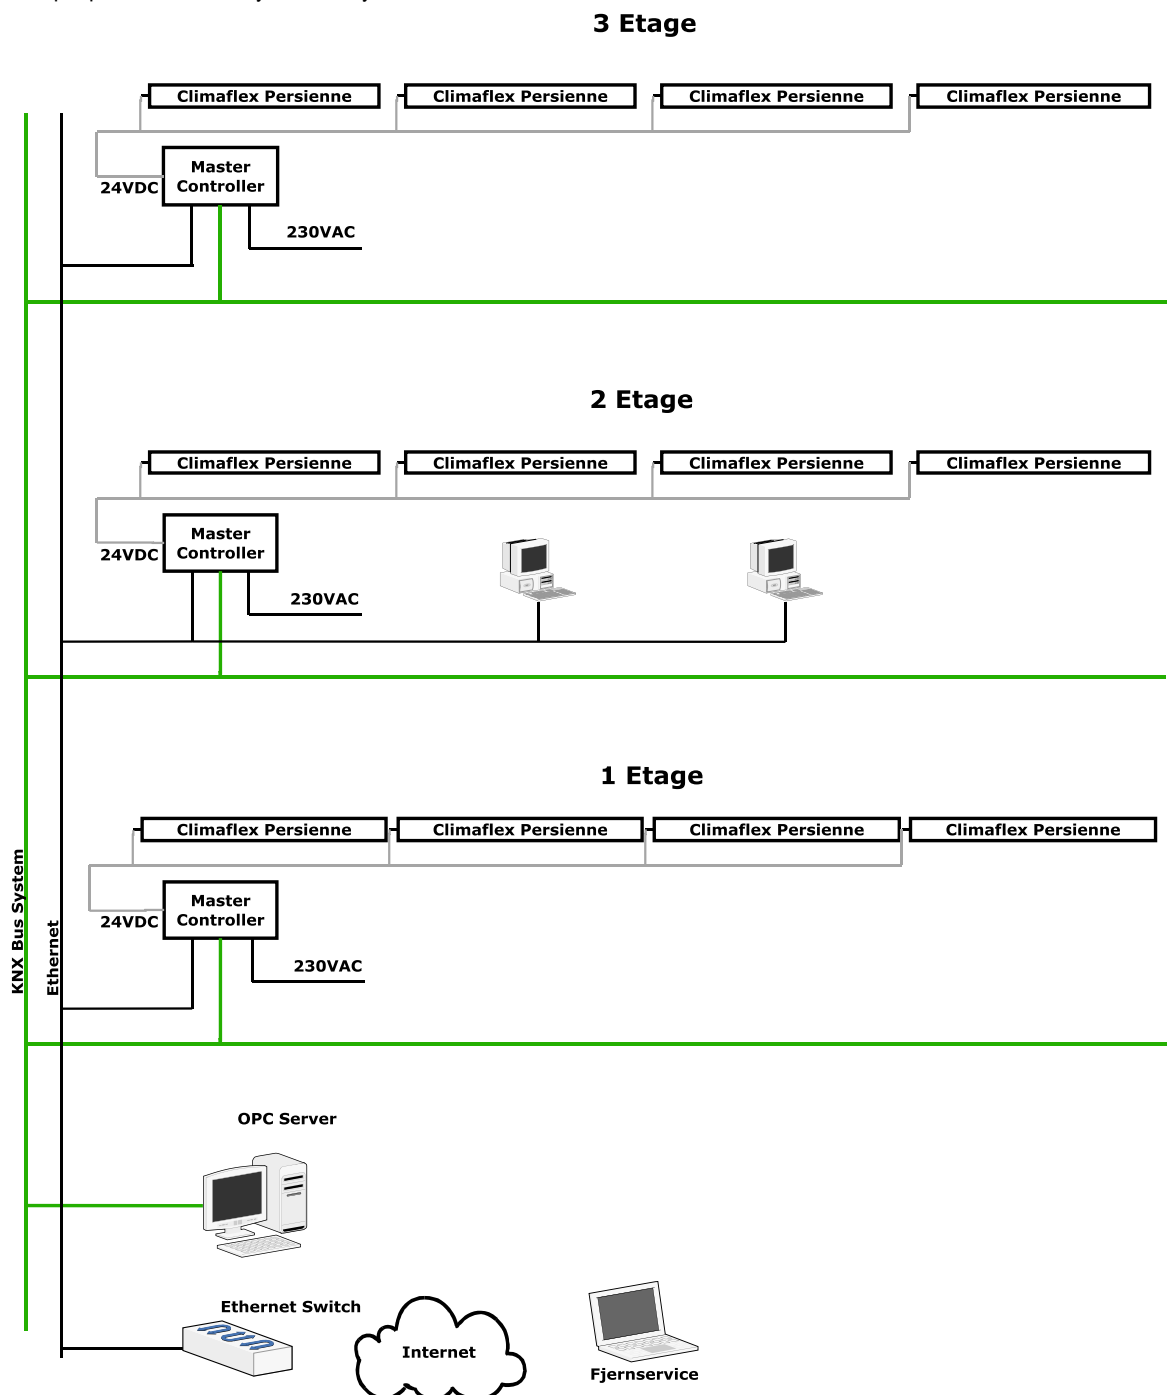 3 Etage
Climaflex Persienne
Climaflex Persienne
Climaflex Persienne
Climaflex Persienne
Master
Controller
24VDC
230VAC
2 Etage
Climaflex Persienne
Climaflex Persienne
Climaflex Persienne
Climaflex Persienne
Master
Controller
24VDC
230VAC
1 Etage
Climaflex Persienne
Climaflex Persienne
Climaflex Persienne
Climaflex Persienne
Master
Controller
24VDC
230VAC
KNX Bus System
Ethernet
OPC Server
Ethernet Switch
Internet
Fjernservice